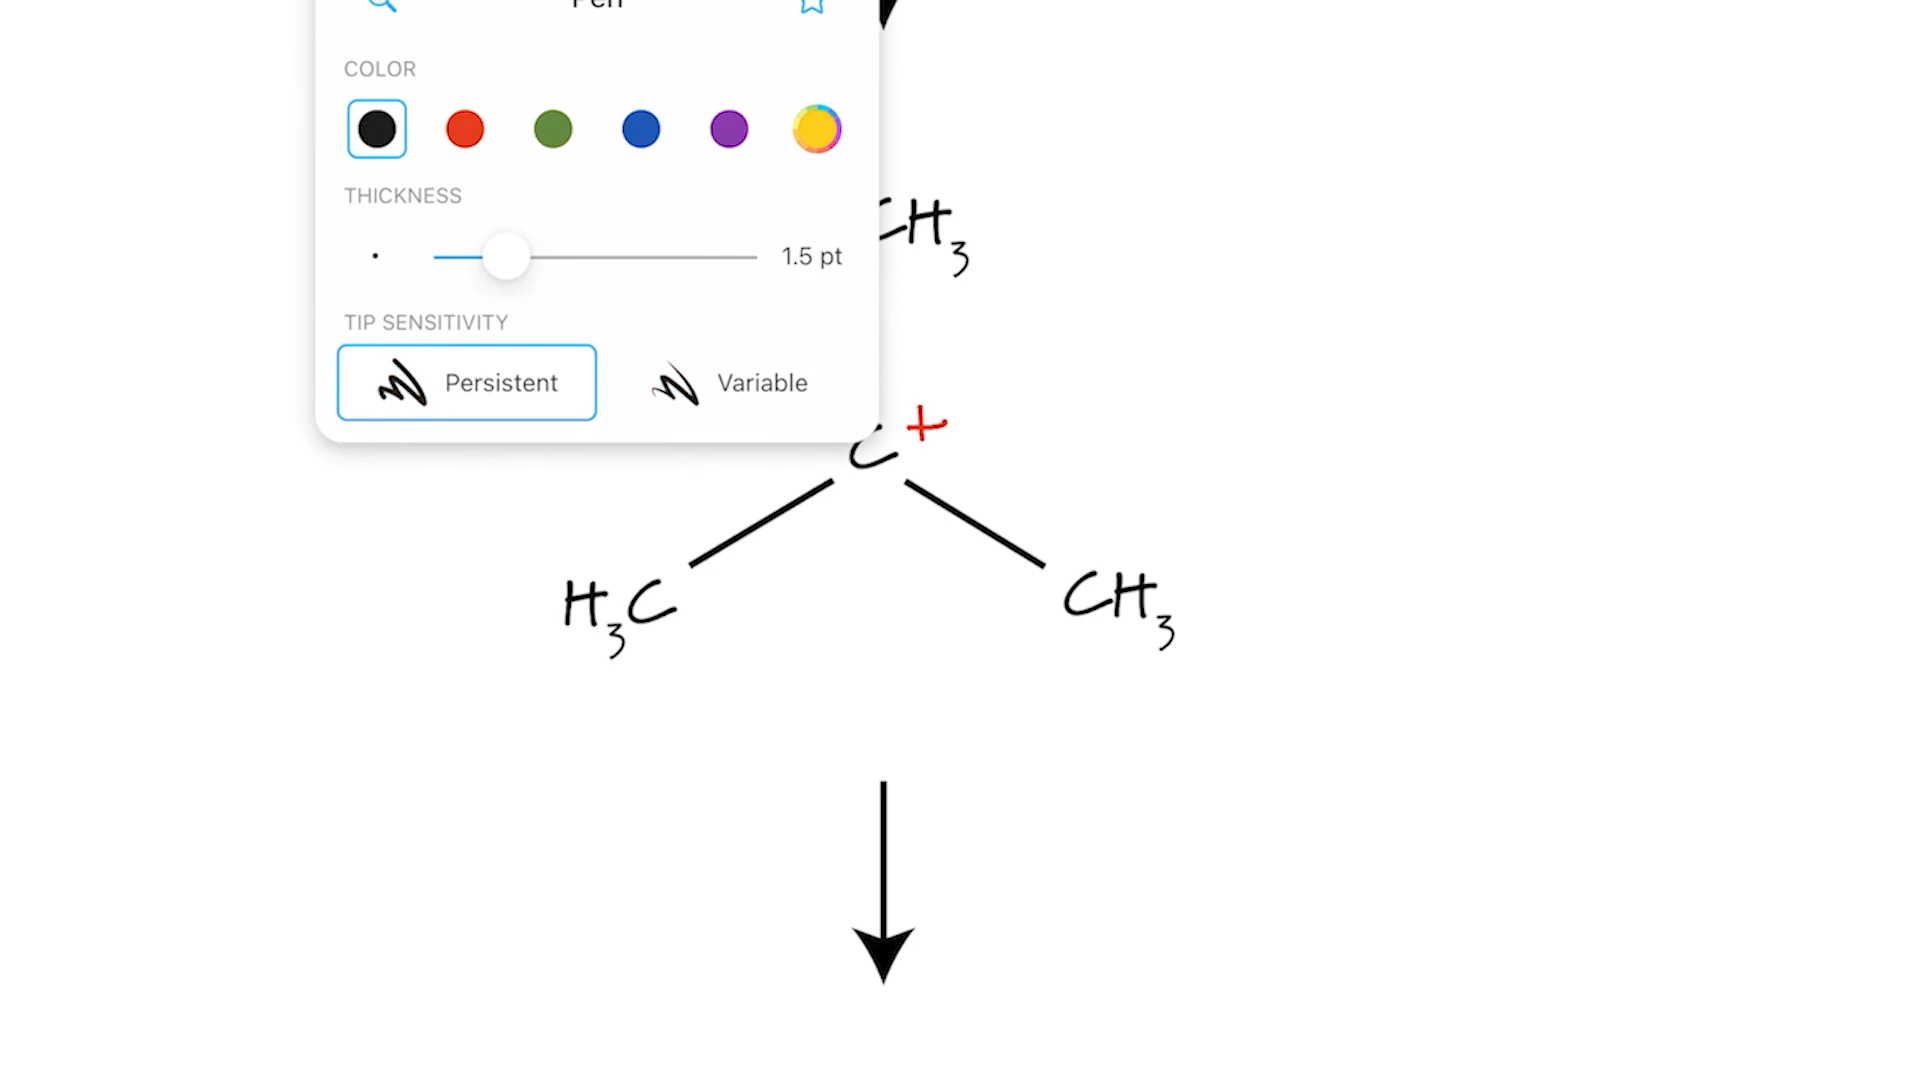 Pen
COLOR
THICKNESS
1.5 pt
TIP SENSITIVITY
Persistent Variable
CH3
C+
H3C
CH3